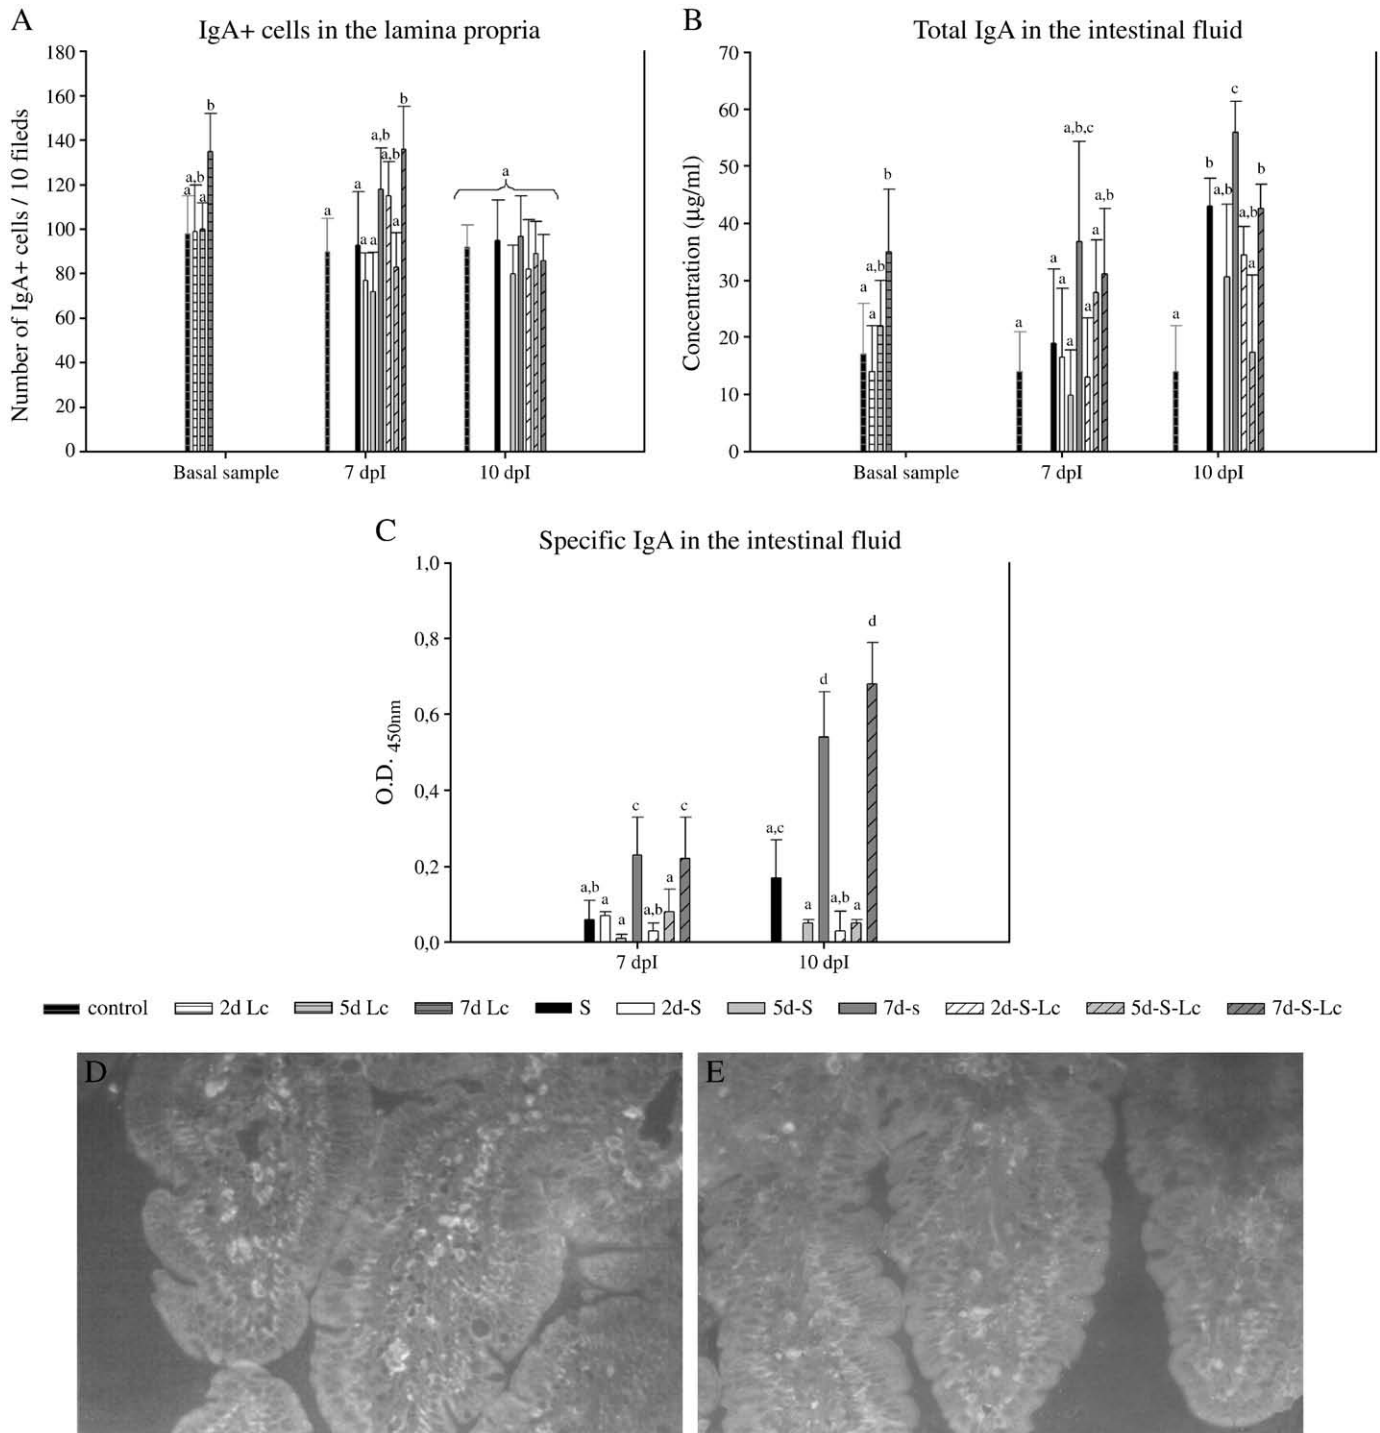 A
IgA+ cells in the lamina propria
Number of IgA+ cells / 10 fileds
180
160
140
120
100
80
60
40
20
0
a
a,b
a
b
a
a
a
a
a,b
a,b
a
b
a
Basal sample
7 dpI
10 dpI
B
Total IgA in the intestinal fluid
Concentration (µg/ml)
70
60
50
40
30
20
10
0
a
a
a,b
b
a
a
a
a
a,b,c
a
a
a,b
a
b
a,b
c
a,b
a
b
Basal sample
7 dpI
10 dpI
C
Specific IgA in the intestinal fluid
O.D. 450nm
1,0
0,8
0,6
0,4
0,2
0,0
a,b
a
a
c
a,b
a
c
a,c
a
d
a,b
a
d
7 dpI
10 dpI
control 2d Lc 5d Lc 7d Lc S 2d-S 5d-S 7d-s 2d-S-Lc 5d-S-Lc 7d-S-Lc
D
E